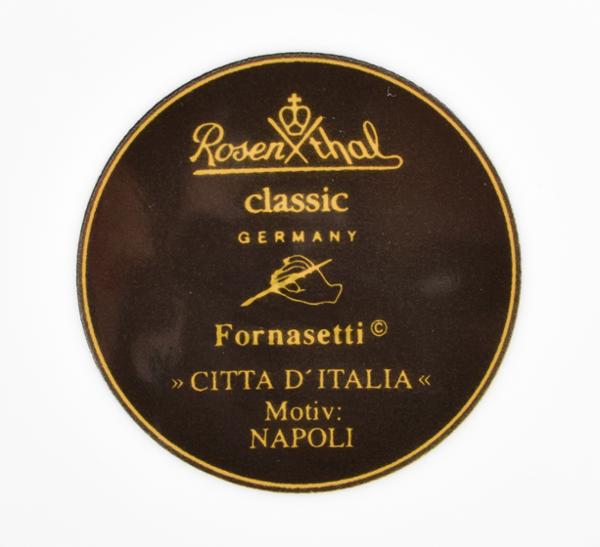 Rosenthal
classic
GERMANY
Fornasetti ©
»CITTA D´ITALIA«
Motiv:
NAPOLI